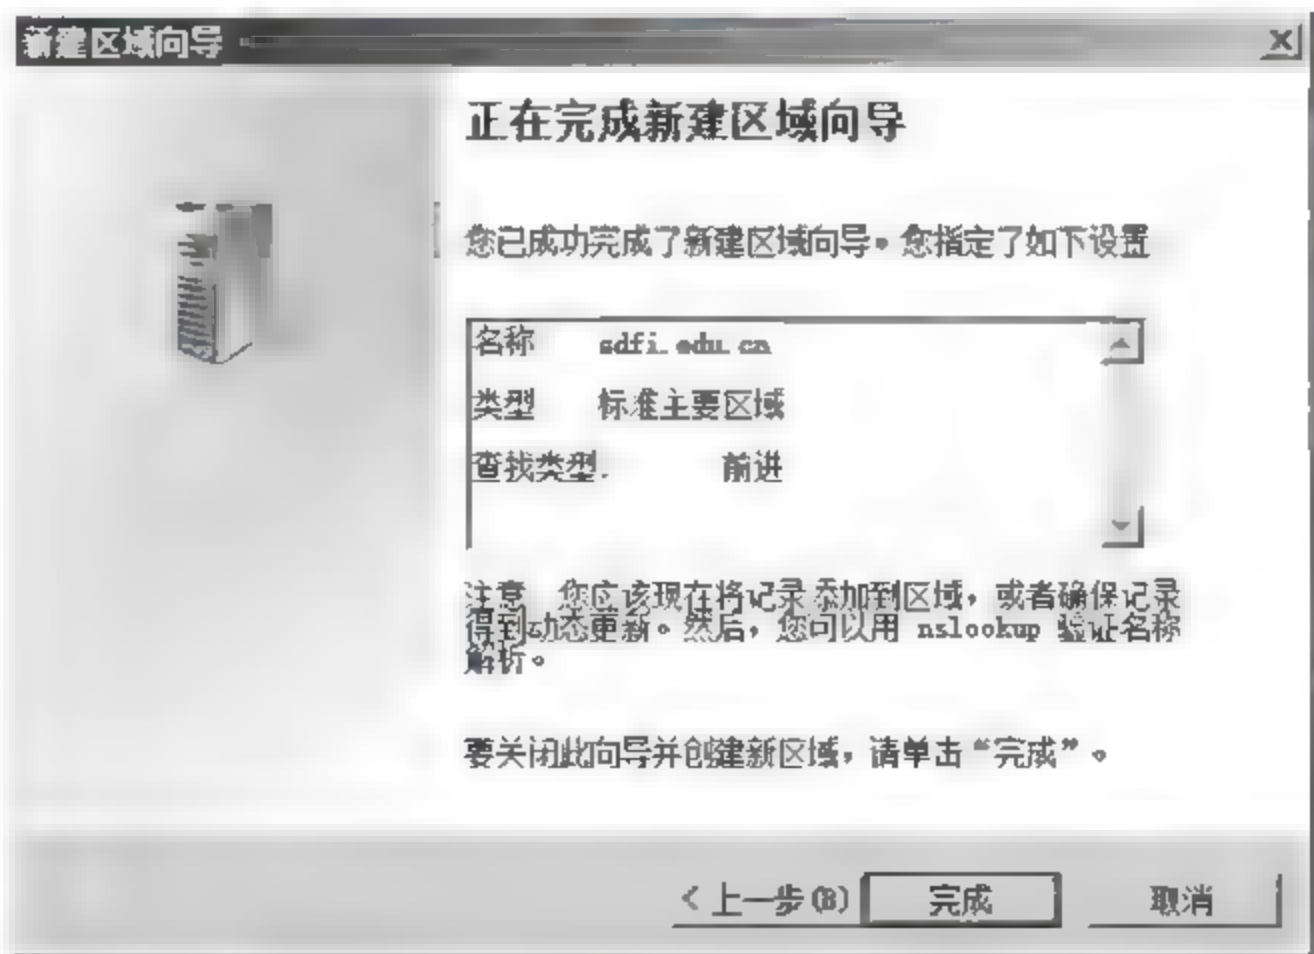 新建区域向导
正在完成新建区域向导
您已成功完成了新建区域向导。您指定了如下设置
名称 sdfi.edu.cn
类型 标准主要区域
查找类型: 前进
注意 您应该现在将记录添加到区域，或者确保记录
得到动态更新。然后，您可以用 nslookup 验证名称
解析。
要关闭此向导并创建新区域，请单击“完成”。
< 上一步(B) 完成 取消